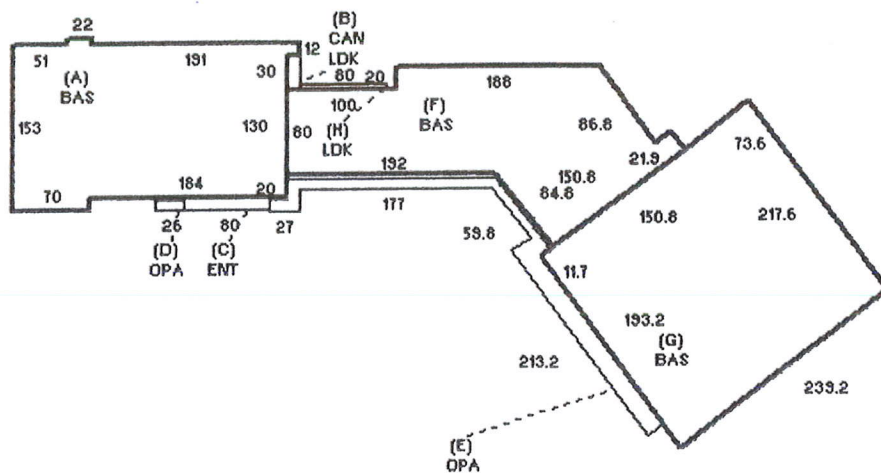 22
51
191
12
(B)
CAN
LDK
(A)
BAS
30
80
20
188
153
130
80
100
(H)
LDK
(F)
BAS
86.8
73.6
21.9
192
150.8
84.8
70
184
20
177
150.8
217.6
26
80
27
59.8
(D)
OPA
(C)
ENT
11.7
193.2
(G)
BAS
213.2
239.2
(E)
OPA